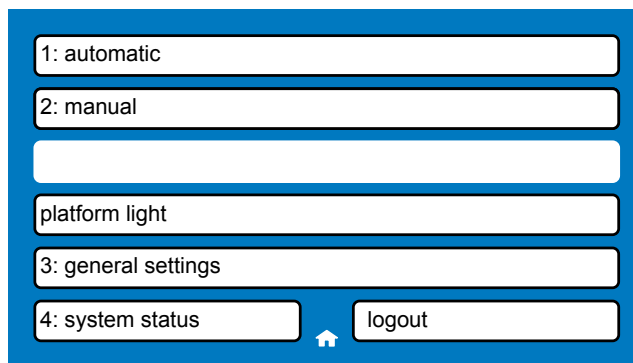 1: automatic
2: manual
platform light
3: general settings
4: system status
logout